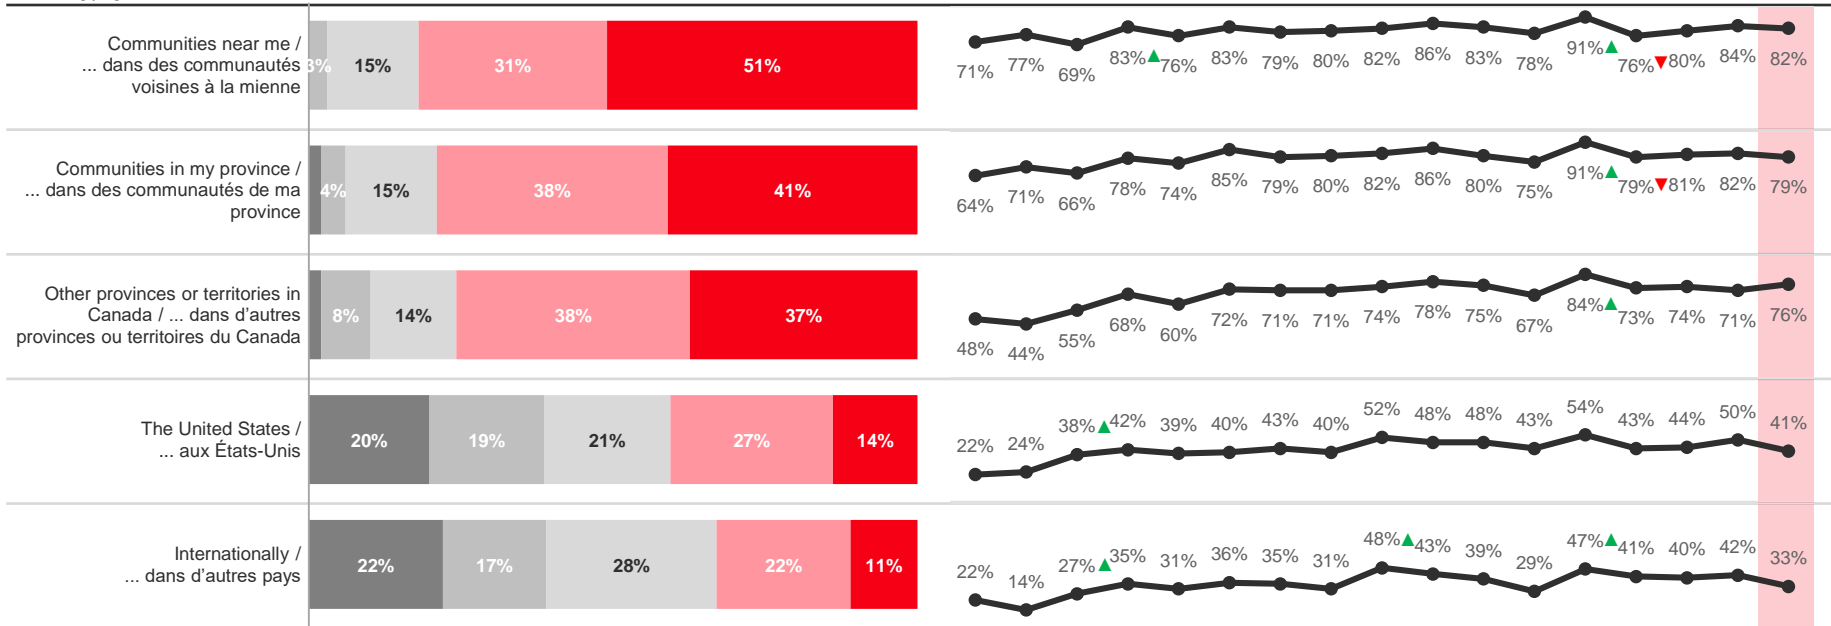 Communities near me /
... dans des communautés
voisines à la mienne
3% 15% 31% 51%
71% 77% 69% 83%▲76% 83% 79% 80% 82% 86% 83% 78% 91%▲76%▼80% 84% 82%
Communities in my province /
... dans des communautés de ma
province
4% 15% 38% 41%
64% 71% 66% 78% 74% 85% 79% 80% 82% 86% 80% 75% 91%▲79%▼81% 82% 79%
Other provinces or territories in
Canada / ... dans d'autres
provinces ou territoires du Canada
8% 14% 38% 37%
48% 44% 55% 68% 60% 72% 71% 71% 74% 78% 75% 67% 84%▲73% 74% 71% 76%
The United States /
... aux États-Unis
20% 19% 21% 27% 14%
22% 24% 38%▲42% 39% 40% 43% 40% 52% 48% 48% 43% 54% 43% 44% 50% 41%
Internationally /
... dans d'autres pays
22% 17% 28% 22% 11%
22% 14% 27%▲35% 31% 36% 35% 31% 48%▲43% 39% 29% 47%▲41% 40% 42% 33%